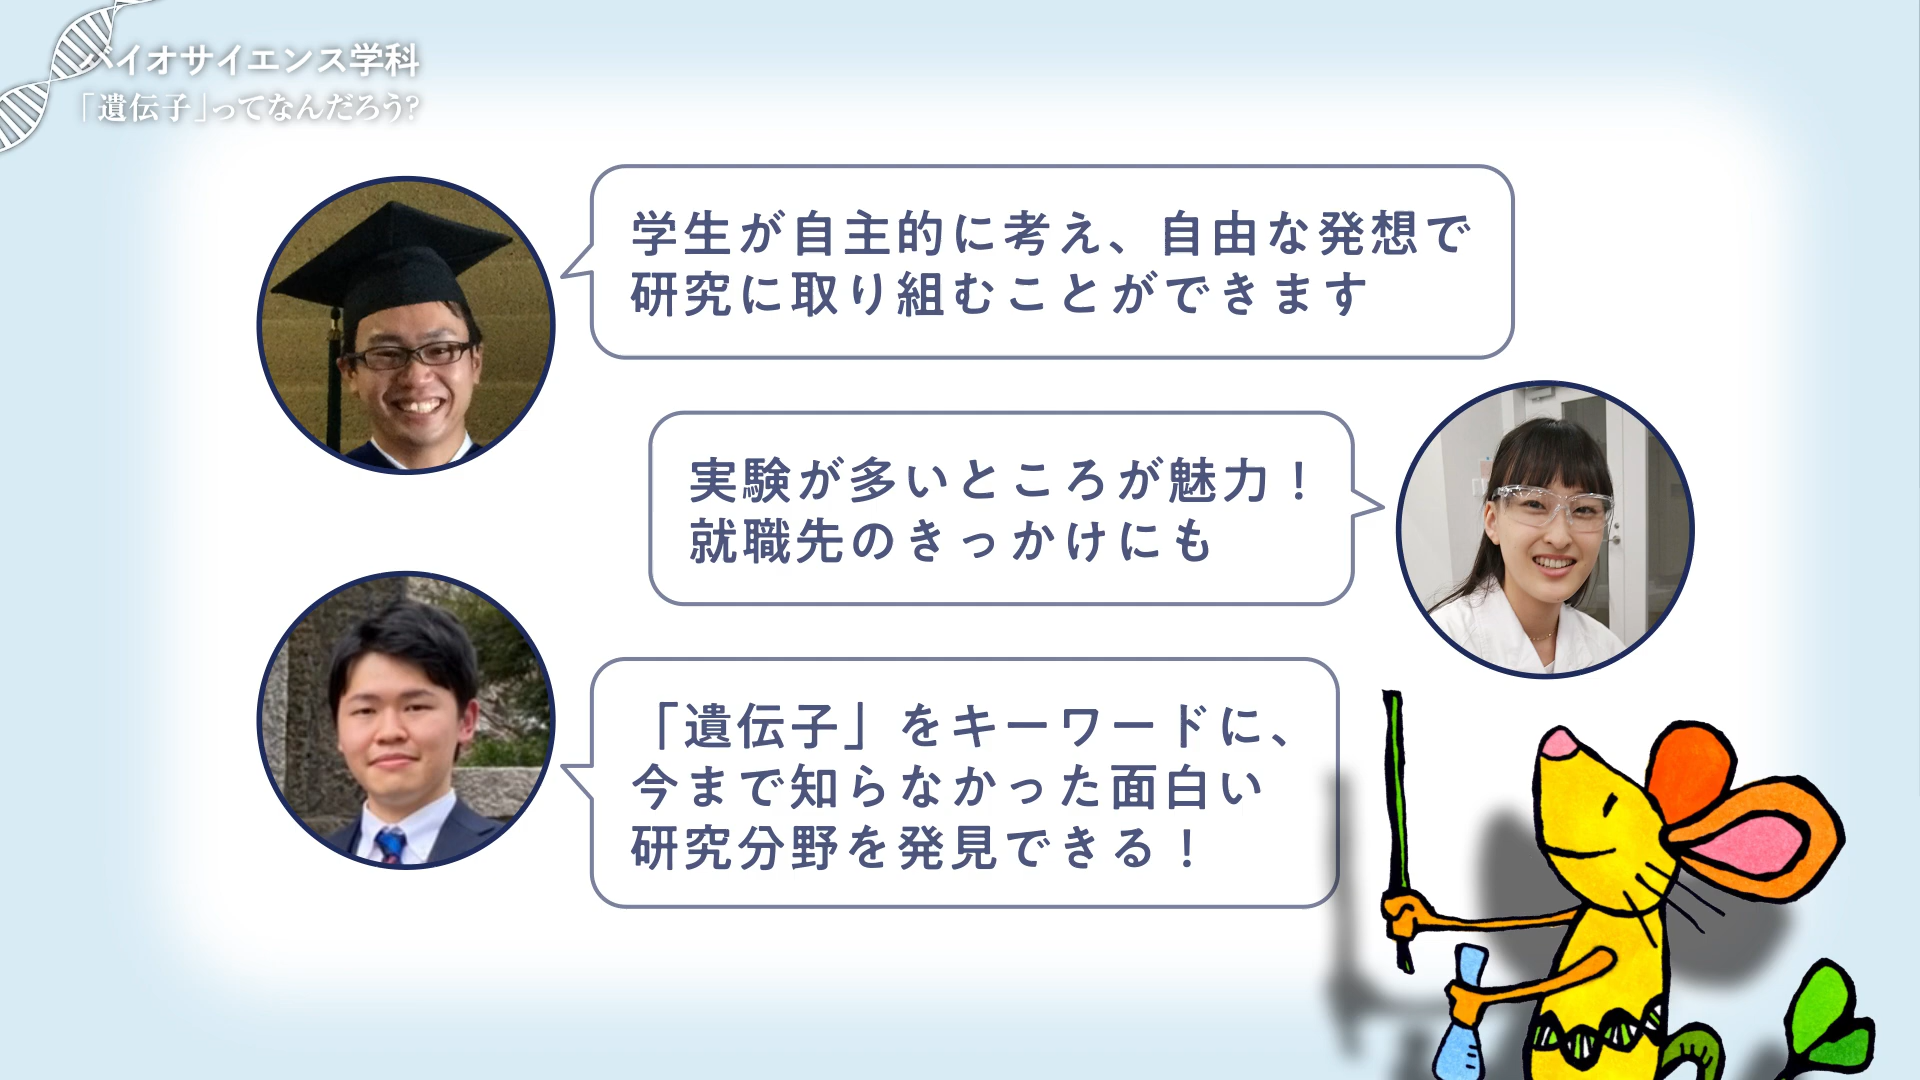 バイオサイエンス学科
「遺伝子」ってなんだろう?
学生が自主的に考え、自由な発想で
研究に取り組むことができます
実験が多いところが魅力！
就職先のきっかけにも
「遺伝子」をキーワードに、
今まで知らなかった面白い
研究分野を発見できる！